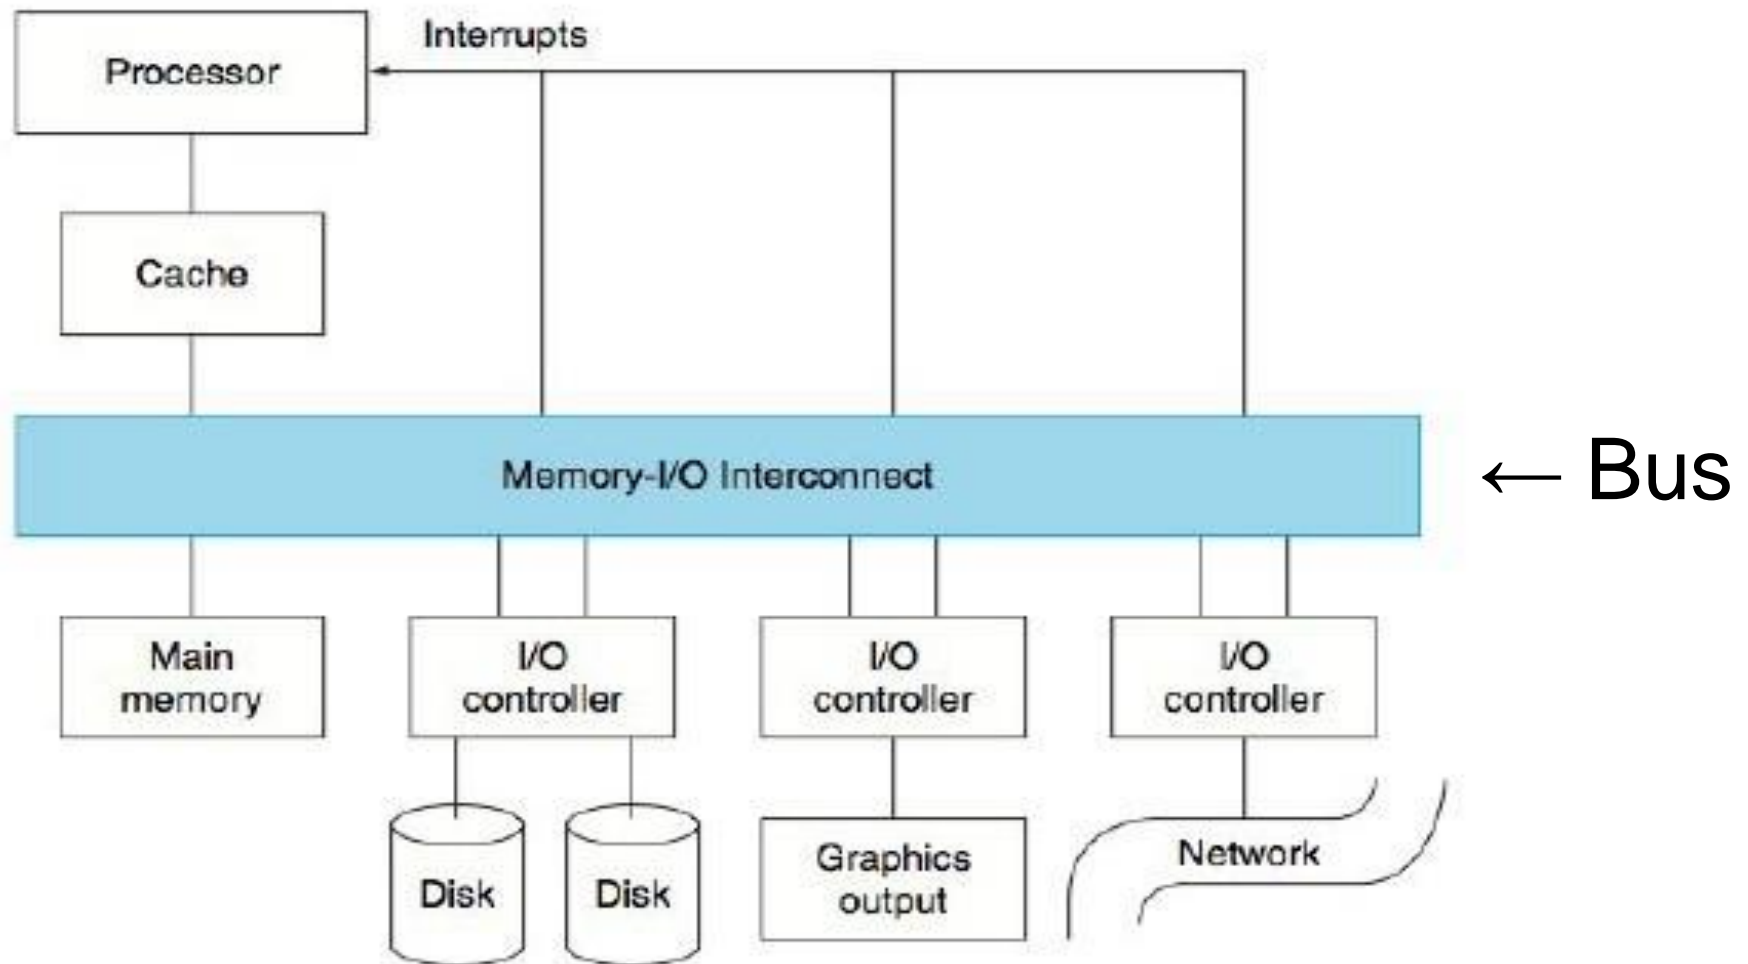 Interrupts
Processor
Cache
Memory-I/O Interconnect
← Bus
Main
memory
I/O
controller
I/O
controller
I/O
controller
Disk
Disk
Graphics
output
Network